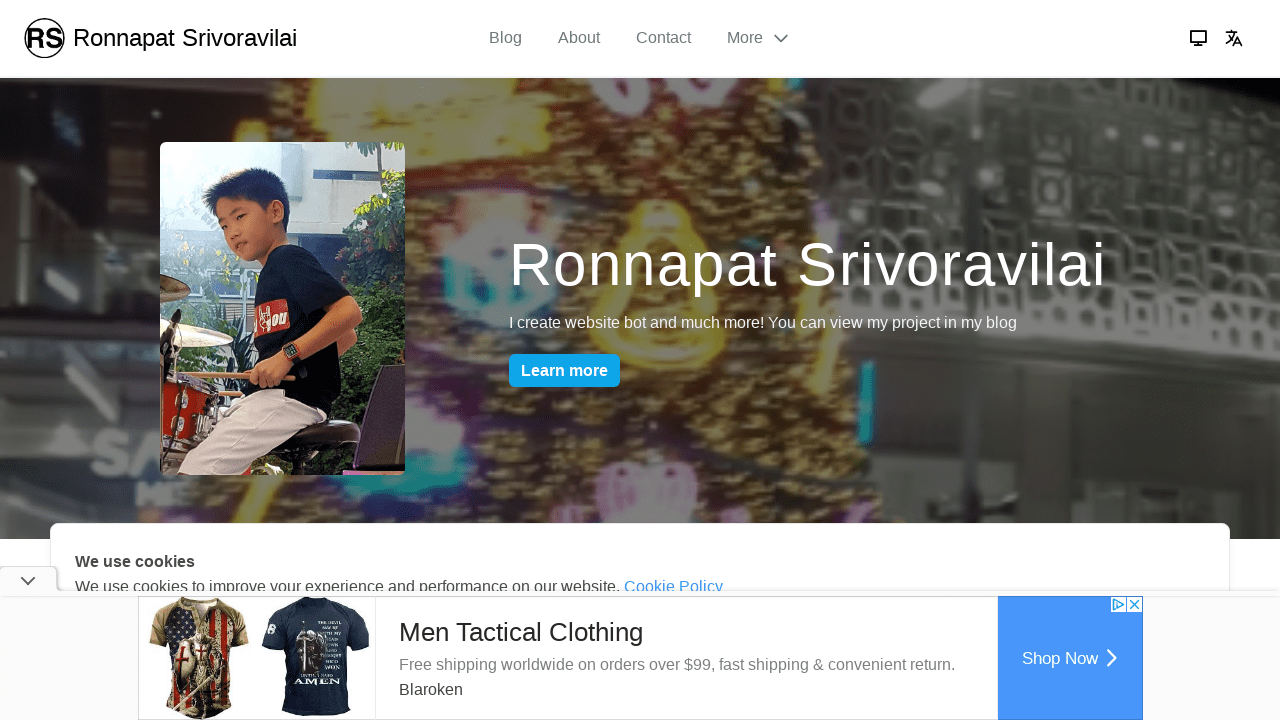 RS Ronnapat Srivoravilai
Blog About Contact More
Ronnapat Srivoravilai
I create website bot and much more! You can view my project in my blog
Learn more
We use cookies
We use cookies to improve your experience and performance on our website. Cookie Policy
Men Tactical Clothing
Free shipping worldwide on orders over $99, fast shipping & convenient return.
Blaroken
Shop Now
AMEN